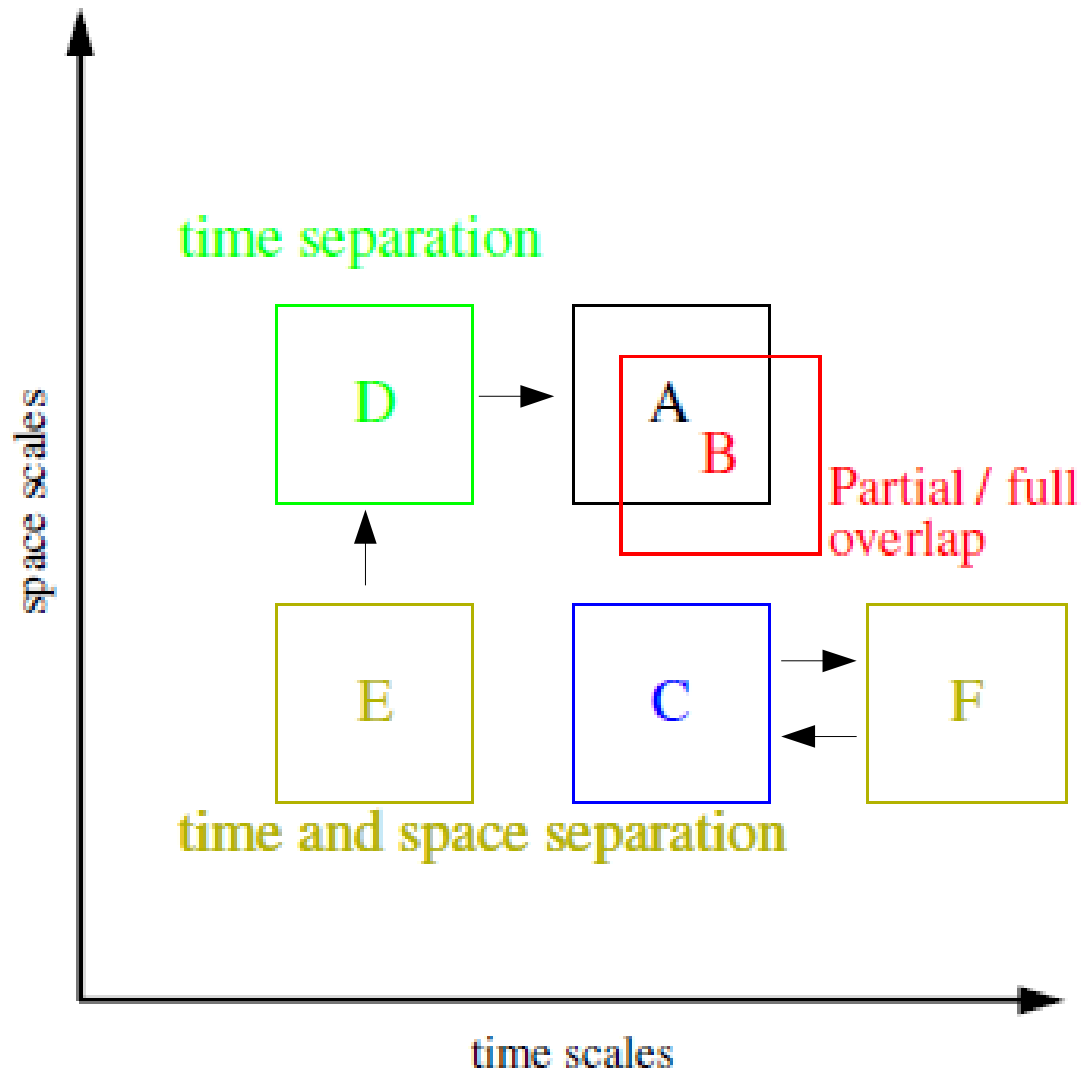 time separation
D
A
B
space scales
Partial / full
overlap
E
C
F
time and space separation
time scales